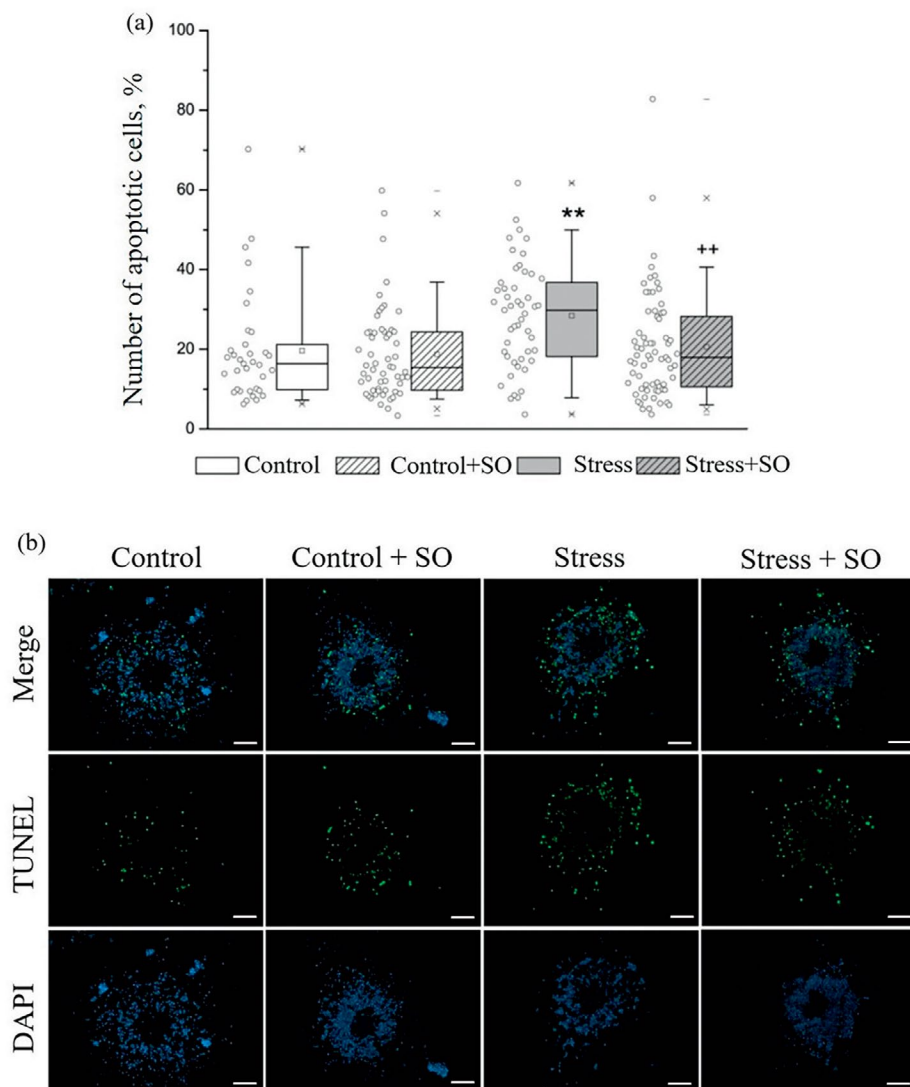 (a)
100
80
60
40
20
0
Number of apoptotic cells, %
**
++
Control Control+SO Stress Stress+SO
(b)
Control Control + SO Stress Stress + SO
Merge
TUNEL
DAPI